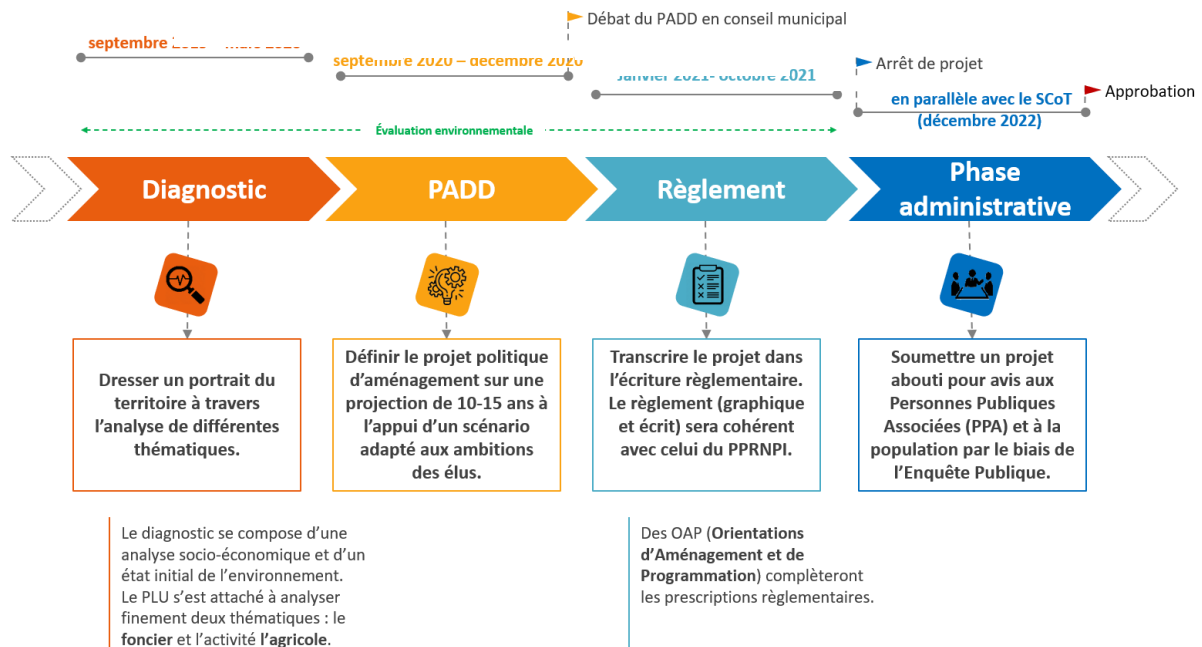 Débat du PADD en conseil municipal
septembre
septembre 2020 – décembre 2020
Janvier 2021- octobre 2021
Arrêt de projet
en parallèle avec le SCoT
(décembre 2022)
Approbation
Évaluation environnementale
Diagnostic
PADD
Règlement
Phase
administrative
Dresser un portrait du
territoire à travers
l’analyse de différentes
thématiques.
Définir le projet politique
d’aménagement sur une
projection de 10-15 ans à
l’appui d’un scénario
adapté aux ambitions
des élus.
Transcrire le projet dans
l’écriture règlementaire.
Le règlement (graphique
et écrit) sera cohérent
avec celui du PPRNPI.
Soumettre un projet
abouti pour avis aux
Personnes Publiques
Associées (PPA) et à la
population par le biais de
l’Enquête Publique.
Le diagnostic se compose d’une
analyse socio-économique et d’un
état initial de l’environnement.
Le PLU s’est attaché à analyser
finement deux thématiques : le
foncier et l’activité l’agricole.
Des OAP (Orientations
d’Aménagement et de
Programmation) complèteront
les prescriptions règlementaires.